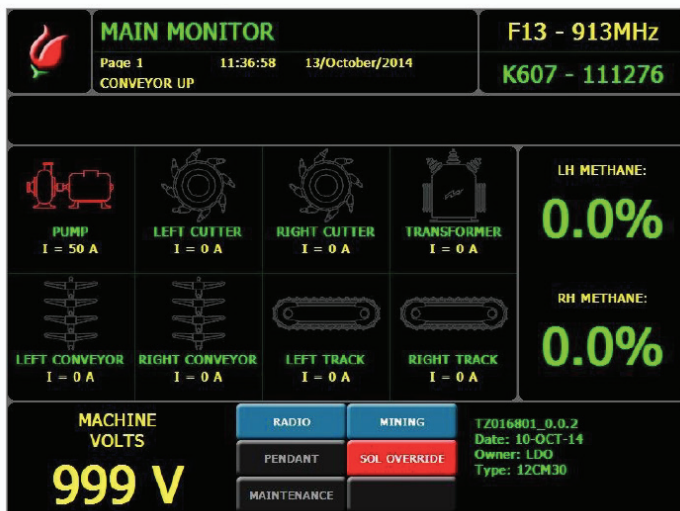 MAIN MONITOR
Page 1 11:36:58 13/October/2014
CONVEYOR UP
F13 - 913MHz
K607 - 111276
PUMP
I = 50 A
LEFT CUTTER
I = 0 A
RIGHT CUTTER
I = 0 A
TRANSFORMER
I = 0 A
LEFT CONVEYOR
I = 0 A
RIGHT CONVEYOR
I = 0 A
LEFT TRACK
I = 0 A
RIGHT TRACK
I = 0 A
LH METHANE:
0.0%
RH METHANE:
0.0%
MACHINE
VOLTS
999 V
RADIO
MINING
PENDANT
SOL OVERRIDE
MAINTENANCE
TZ016801_0.0.2
Date: 10-OCT-14
Owner: LDO
Type: 12CM30